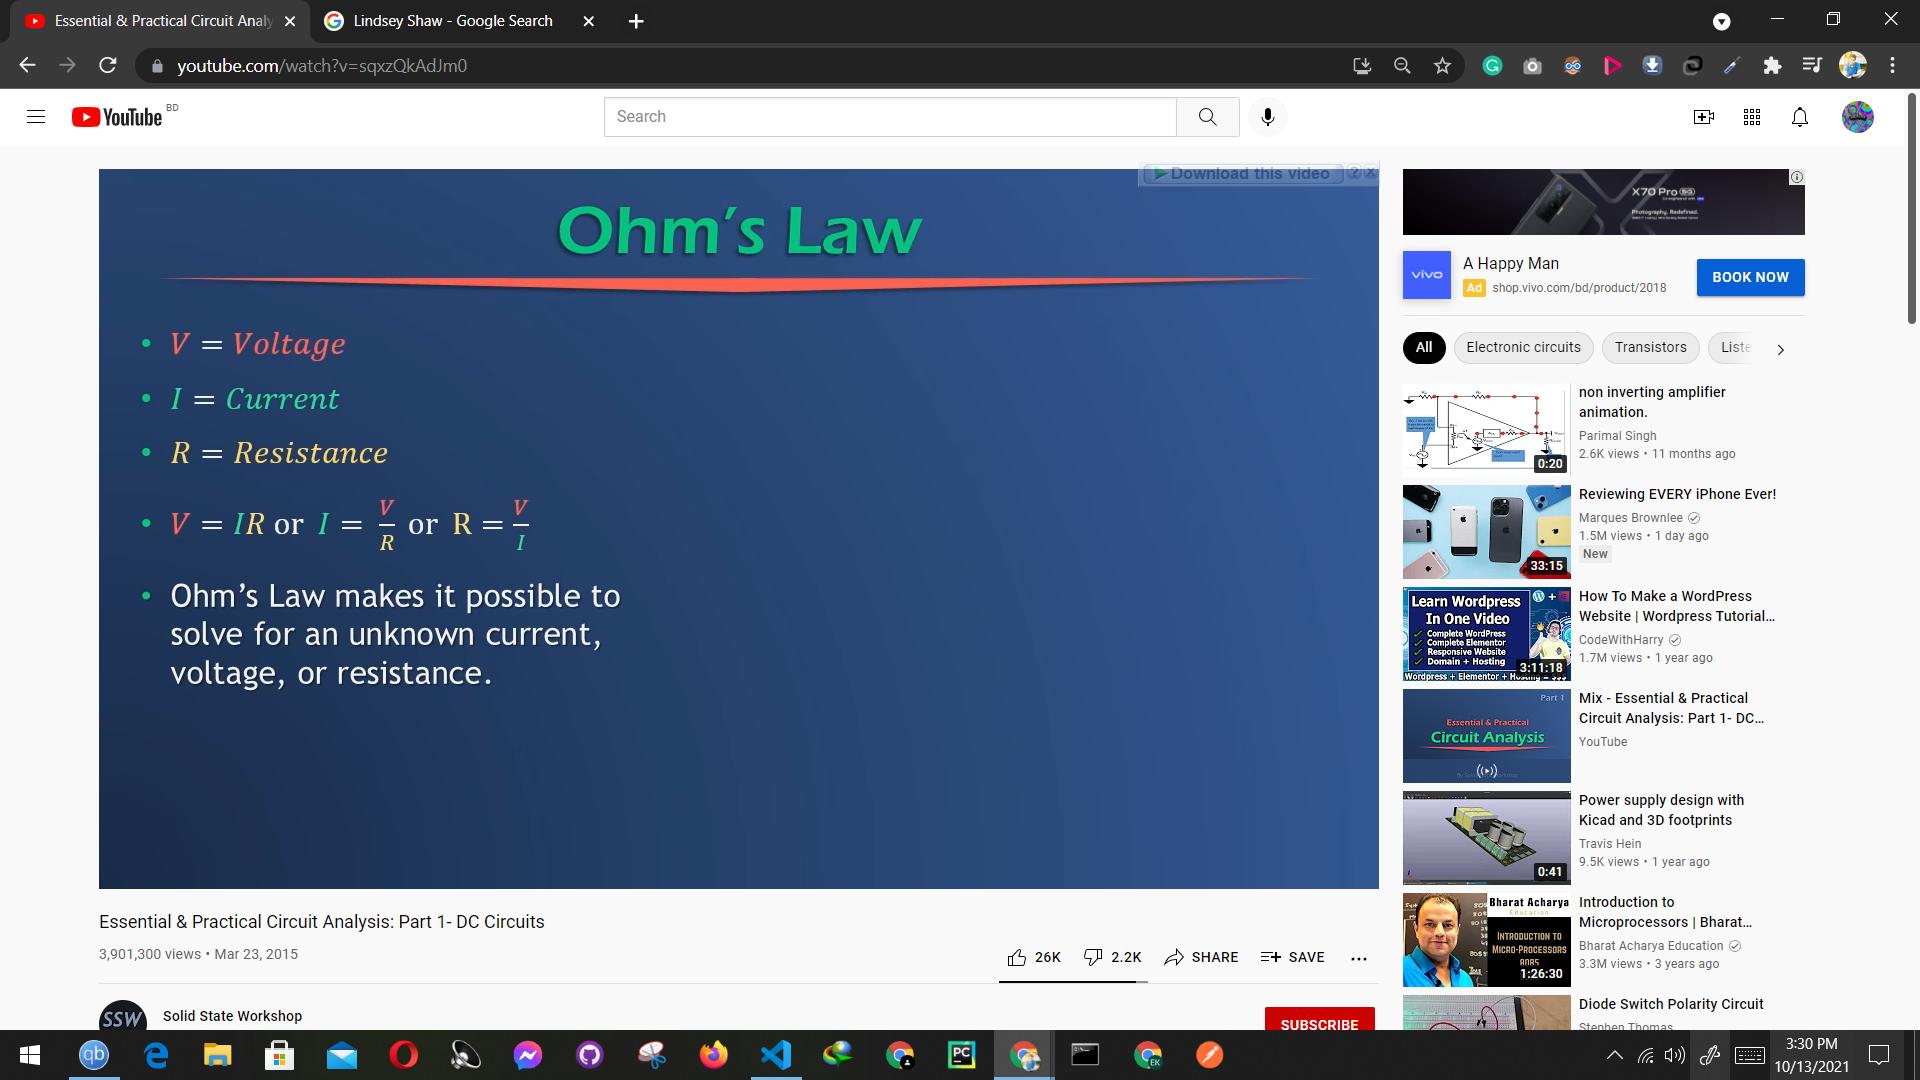 Essential & Practical Circuit Analy
Lindsey Shaw - Google Search
youtube.com/watch?v=sqxzQkAdJm0
YouTube BD
Search
Download this video
Ohm's Law
• V = Voltage
• I = Current
• R = Resistance
• V = IR or I = V/R or R = V/I
• Ohm's Law makes it possible to
solve for an unknown current,
voltage, or resistance.
Essential & Practical Circuit Analysis: Part 1- DC Circuits
3,901,300 views • Mar 23, 2015
26K 2.2K SHARE SAVE
SSW
Solid State Workshop
SUBSCRIBE
X70 Pro 5G
Photography, Redefined.
vivo
A Happy Man
Ad shop.vivo.com/bd/product/2018
BOOK NOW
All Electronic circuits Transistors Liste
0:20
non inverting amplifier
animation.
Parimal Singh
2.6K views • 11 months ago
33:15
Reviewing EVERY iPhone Ever!
Marques Brownlee
1.5M views • 1 day ago
New
Learn Wordpress
In One Video
Complete WordPress
Complete Elementor
Responsive Website
Domain + Hosting
3:11:18
Wordpress + Elementor + Hosting = $$$
How To Make a WordPress
Website | Wordpress Tutorial...
CodeWithHarry
1.7M views • 1 year ago
Part 1
Essential & Practical
Circuit Analysis
Mix - Essential & Practical
Circuit Analysis: Part 1- DC...
YouTube
0:41
Power supply design with
Kicad and 3D footprints
Travis Hein
9.5K views • 1 year ago
Bharat Acharya
Education
INTRODUCTION TO
MICRO-PROCESSORS
8085
1:26:30
Introduction to
Microprocessors | Bharat...
Bharat Acharya Education
3.3M views • 3 years ago
Diode Switch Polarity Circuit
Stephen Thomas
qb
PC
EK
3:30 PM
10/13/2021